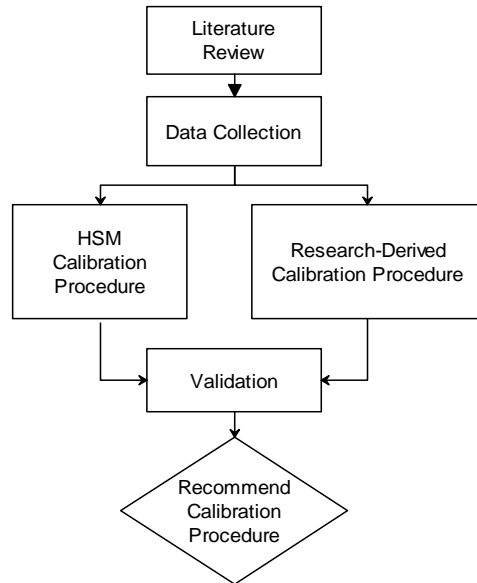 Literature
Review
Data Collection
HSM
Calibration
Procedure
Research-Derived
Calibration Procedure
Validation
Recommend
Calibration
Procedure